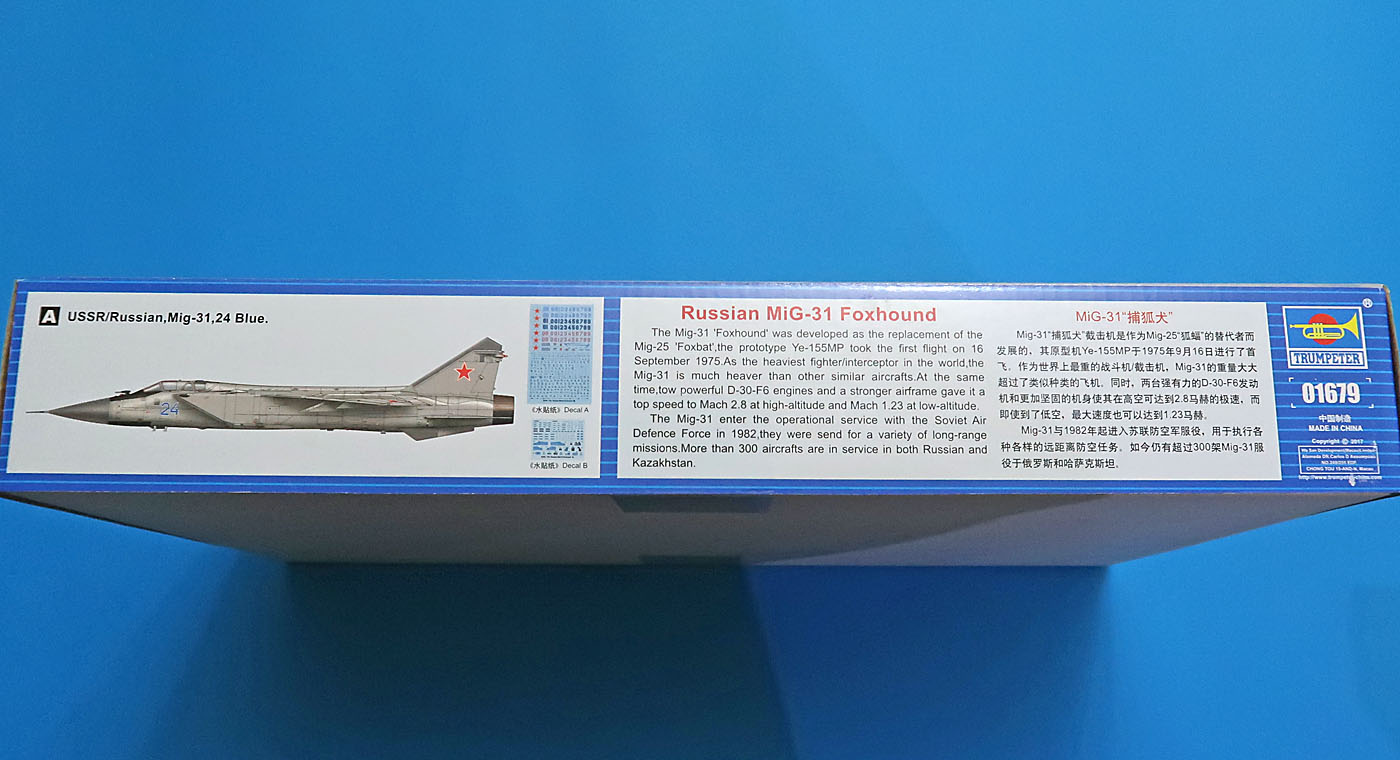 A USSR/Russian,Mig-31,24 Blue.
24
《水贴纸》 Decal A
《水贴纸》 Decal B
Russian MiG-31 Foxhound
The Mig-31 'Foxhound' was developed as the replacement of the
Mig-25 'Foxbat',the prototype Ye-155MP took the first flight on 16
September 1975.As the heaviest fighter/interceptor in the world,the
Mig-31 is much heaver than other similar aircrafts.At the same
time,tow powerful D-30-F6 engines and a stronger airframe gave it a
top speed to Mach 2.8 at high-altitude and Mach 1.23 at low-altitude.
The Mig-31 enter the operational service with the Soviet Air
Defence Force in 1982,they were send for a variety of long-range
missions.More than 300 aircrafts are in service in both Russian and
Kazakhstan.
MiG-31“捕狐犬”
Mig-31“捕狐犬”截击机是作为Mig-25“狐蝠”的替代者而
发展的，其原型机Ye-155MP于1975年9月16日进行了首
飞。作为世界上最重的战斗机/截击机，Mig-31的重量大大
超过了类似种类的飞机。同时，两台强有力的D-30-F6发动
机和更加坚固的机身使其在高空可达到2.8马赫的极速，而
即使到了低空，最大速度也可以达到1.23马赫。
Mig-31与1982年起进入苏联防空军服役，用于执行各
种各样的远距离防空任务。如今仍有超过300架Mig-31服
役于俄罗斯和哈萨克斯坦。
®
TRUMPETER
01679
中国制造
MADE IN CHINA
Copyright © 2017